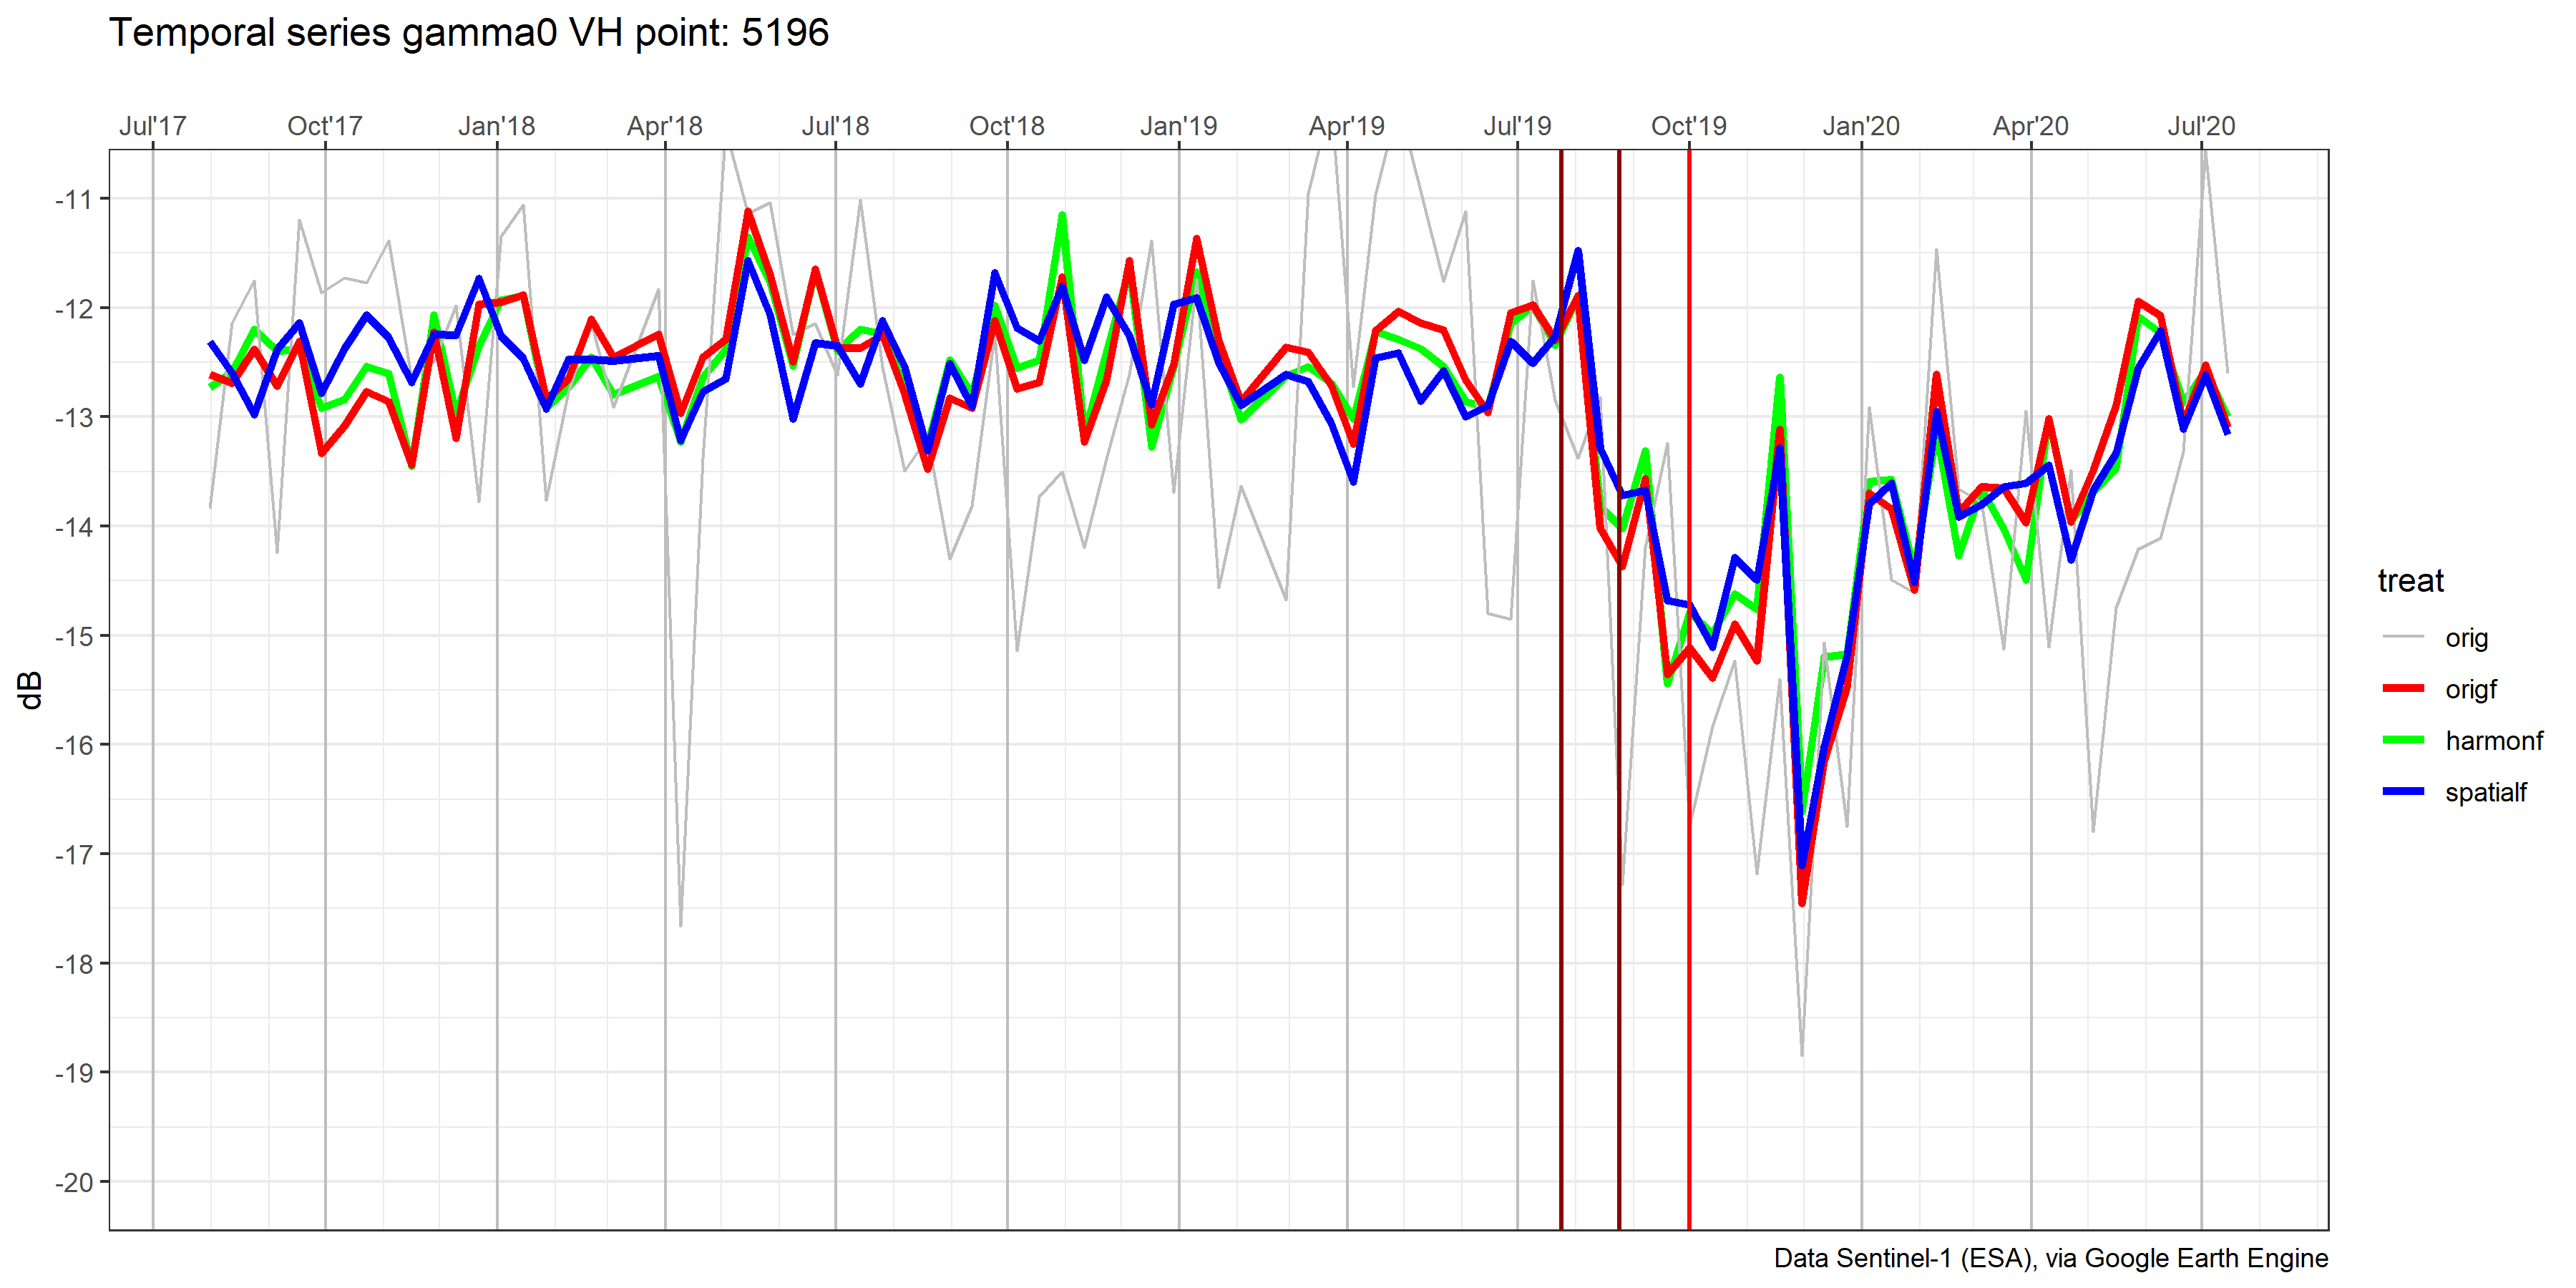 Temporal series gamma0 VH point: 5196
Jul'17 Oct'17 Jan'18 Apr'18 Jul'18 Oct'18 Jan'19 Apr'19 Jul'19 Oct'19 Jan'20 Apr'20 Jul'20
-11
-12
-13
-14
-15
-16
-17
-18
-19
-20
dB
treat
orig
origf
harmonf
spatialf
Data Sentinel-1 (ESA), via Google Earth Engine